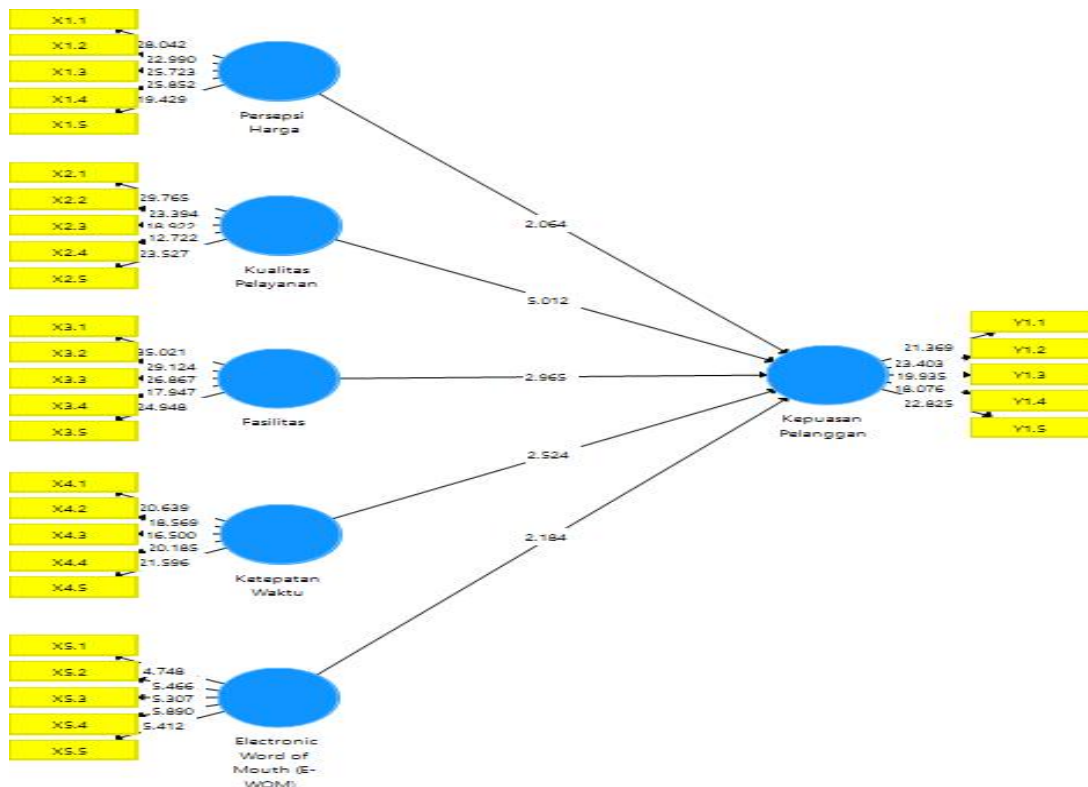 X1.1
X1.2
X1.3
X1.4
X1.5
28.042
22.990
25.723
25.852
19.429
Persepsi
Harga
X2.1
X2.2
X2.3
X2.4
X2.5
29.765
23.394
18.922
12.722
23.527
Kualitas
Pelayanan
X3.1
X3.2
X3.3
X3.4
X3.5
35.021
29.124
26.867
17.947
24.948
Fasilitas
X4.1
X4.2
X4.3
X4.4
X4.5
20.639
18.569
16.500
20.185
21.596
Ketepatan
Waktu
X5.1
X5.2
X5.3
X5.4
X5.5
4.748
5.466
5.307
5.890
5.412
Electronic
Word of
Mouth (E-
WOM)
2.064
5.012
2.965
2.524
2.184
Kepuasan
Pelanggan
21.369
23.403
19.935
18.076
22.825
Y1.1
Y1.2
Y1.3
Y1.4
Y1.5